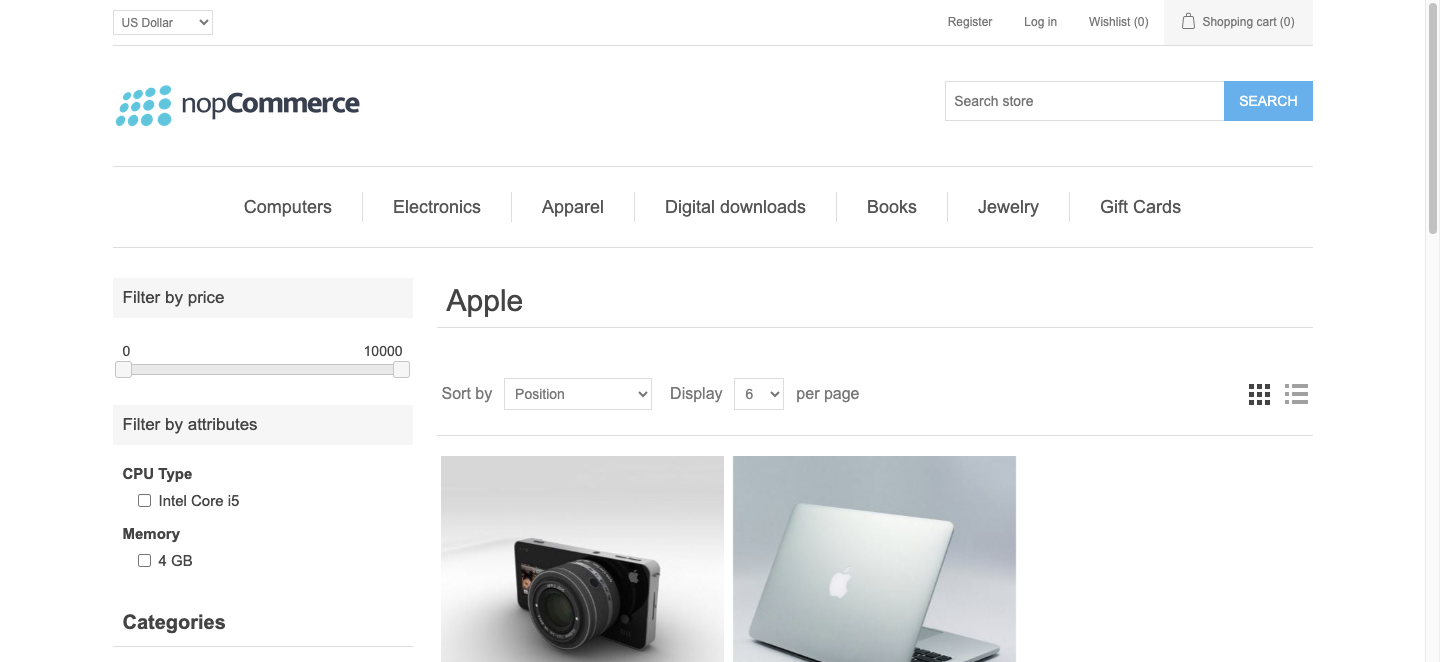 US Dollar
Register
Log in
Wishlist (0)
Shopping cart (0)
nopCommerce
Search store
SEARCH
Computers
Electronics
Apparel
Digital downloads
Books
Jewelry
Gift Cards
Filter by price
0
10000
Filter by attributes
CPU Type
Intel Core i5
Memory
4 GB
Categories
Apple
Sort by
Position
Display
6
per page